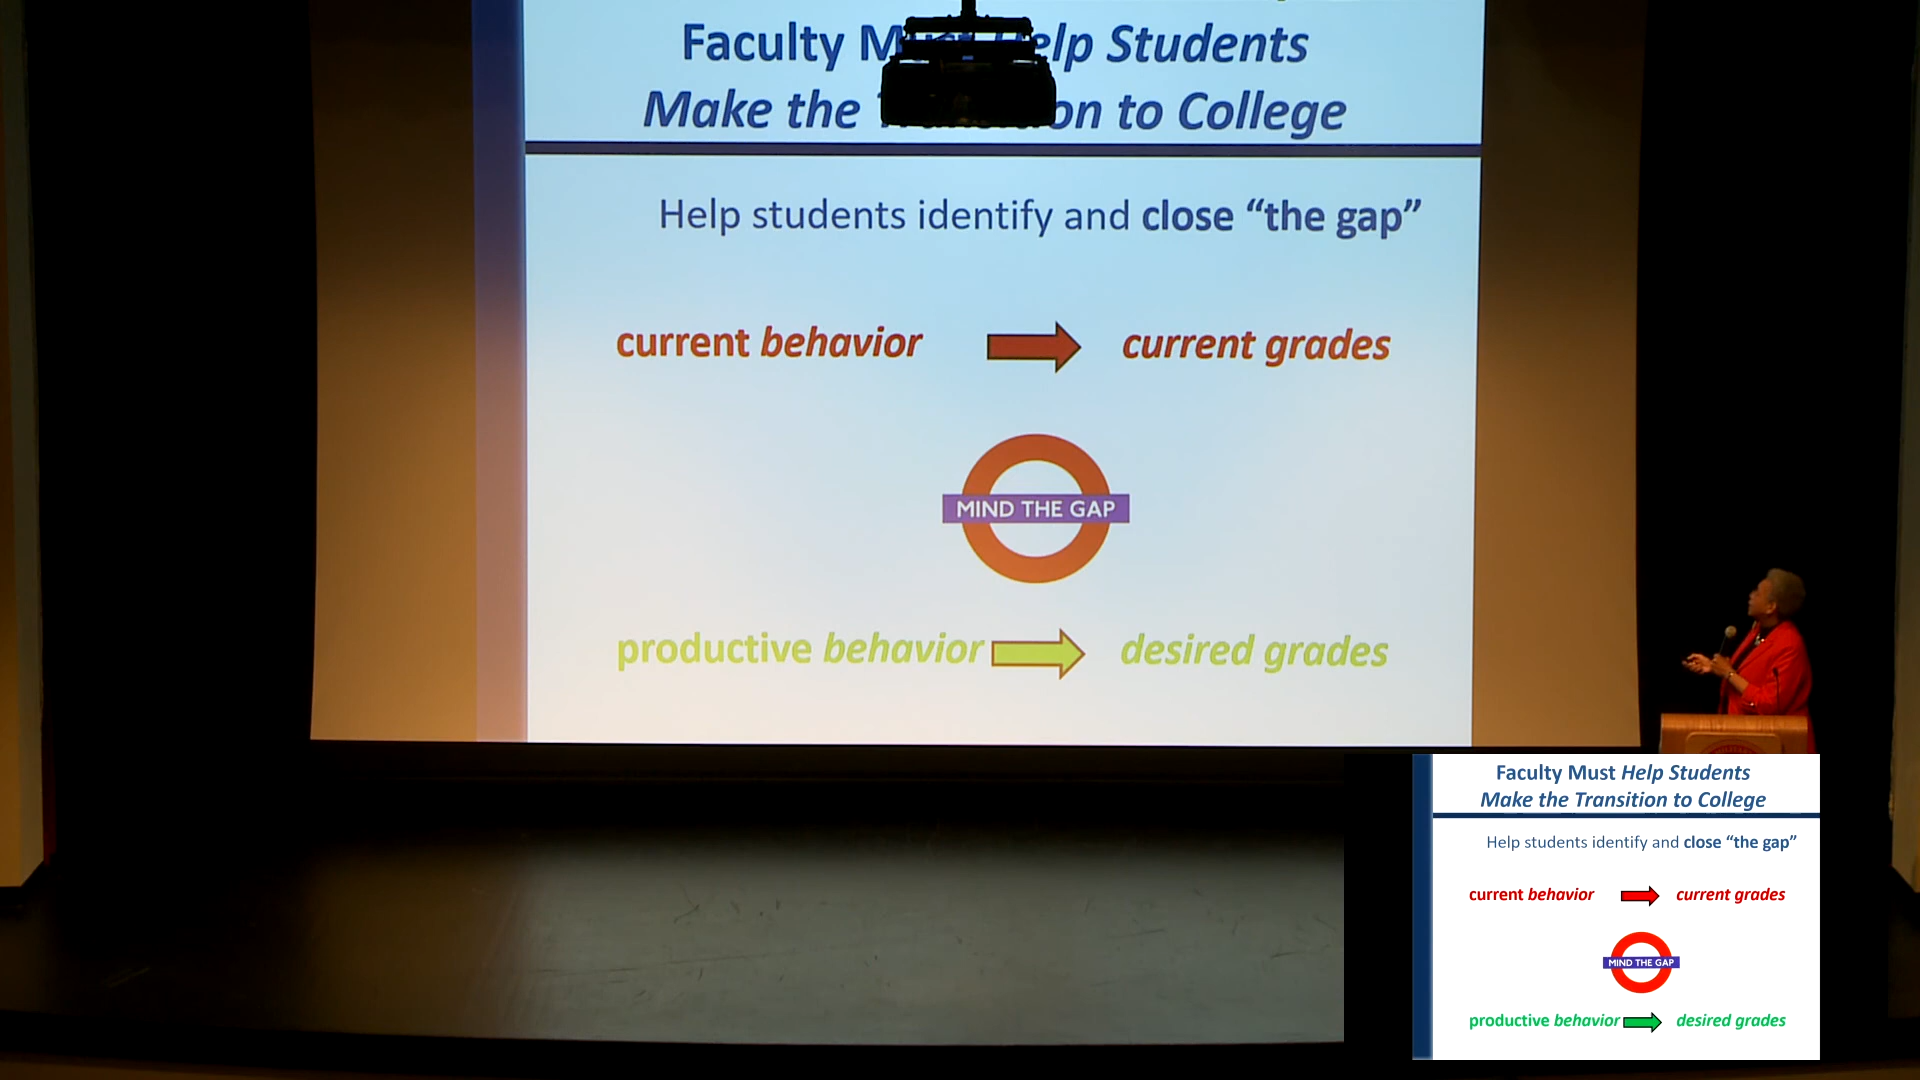 Faculty Help Students
Make the to College
Help students identify and close “the gap”
current behavior
current grades
MIND THE GAP
productive behavior
desired grades
Faculty Must Help Students
Make the Transition to College
Help students identify and close “the gap”
current behavior
current grades
MIND THE GAP
productive behavior
desired grades